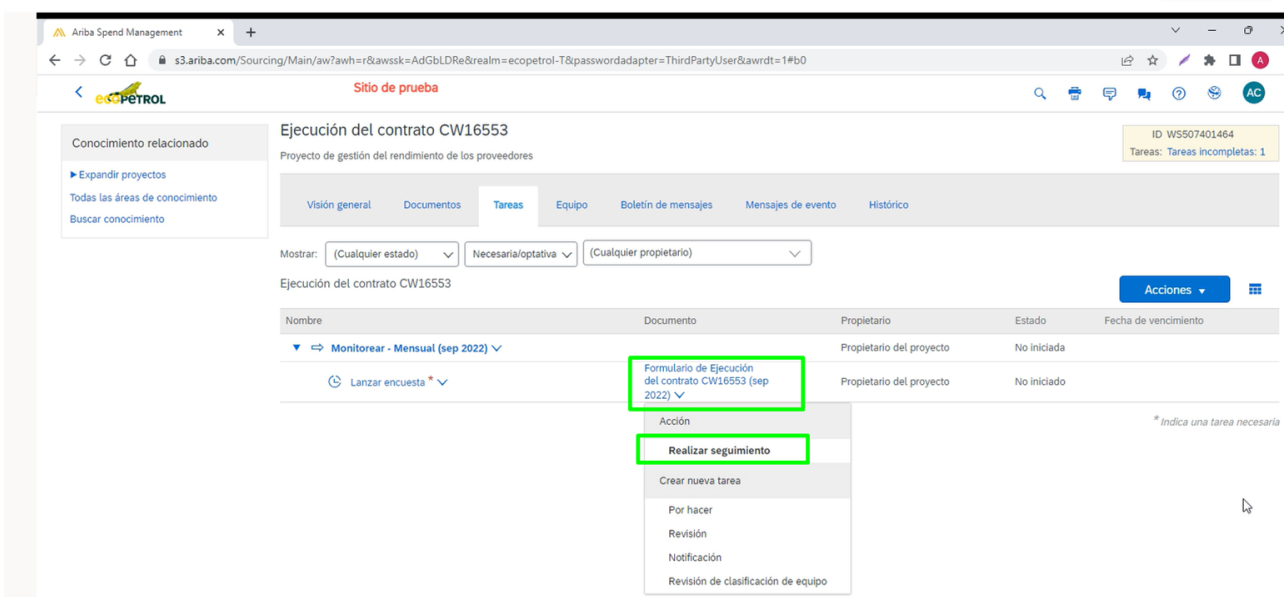 Ariba Spend Management
s3.ariba.com/Sourcing/Main/aw?awh=r&awssk=AdGbLDRe&realm=ecopetrol-T&passwordadapter=ThirdPartyUser&awrdt=1#b0
A
ecoPETROL
Sitio de prueba
AC
Conocimiento relacionado
Expandir proyectos
Todas las áreas de conocimiento
Buscar conocimiento
Ejecución del contrato CW16553
Proyecto de gestión del rendimiento de los proveedores
ID WS507401464
Tareas: Tareas incompletas: 1
Visión general Documentos Tareas Equipo Boletín de mensajes Mensajes de evento Histórico
Mostrar: (Cualquier estado) Necesaria/optativa (Cualquier propietario)
Ejecución del contrato CW16553
Acciones
Nombre Documento Propietario Estado Fecha de vencimiento
Monitorear - Mensual (sep 2022) Propietario del proyecto No iniciada
Lanzar encuesta *
Formulario de Ejecución
del contrato CW16553 (sep
2022)
Propietario del proyecto No iniciado
Acción
Realizar seguimiento
Crear nueva tarea
Por hacer
Revisión
Notificación
Revisión de clasificación de equipo
* Indica una tarea necesaria